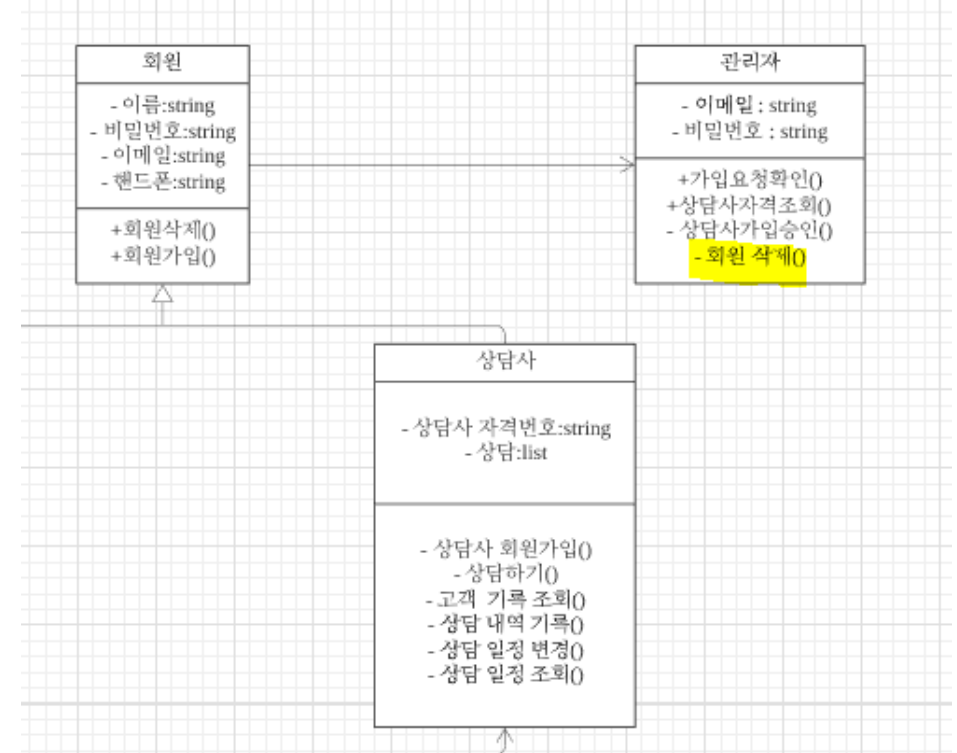 회원
- 이름:string
- 비밀번호:string
- 이메일:string
- 핸드폰:string
+회원삭제()
+회원가입()
관리자
- 이메일 : string
- 비밀번호 : string
+가입요청확인()
+상담사자격조회()
- 상담사가입승인()
- 회원 삭제()
상담사
- 상담사 자격번호:string
- 상담:list
- 상담사 회원가입()
- 상담하기()
- 고객 기록 조회()
- 상담 내역 기록()
- 상담 일정 변경()
- 상담 일정 조회()